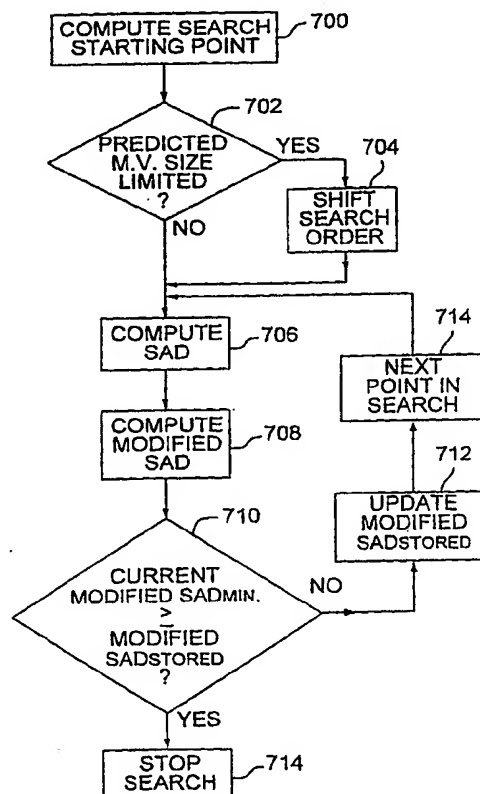 COMPUTE SEARCH
STARTING POINT
700
702
PREDICTED
M.V. SIZE
LIMITED
?
YES
704
SHIFT
SEARCH
ORDER
NO
COMPUTE
SAD
706
714
NEXT
POINT IN
SEARCH
COMPUTE
MODIFIED
SAD
708
712
UPDATE
MODIFIED
SADSTORED
710
CURRENT
MODIFIED SADMIN.
≥
MODIFIED
SADSTORED
?
NO
YES
STOP
SEARCH
714